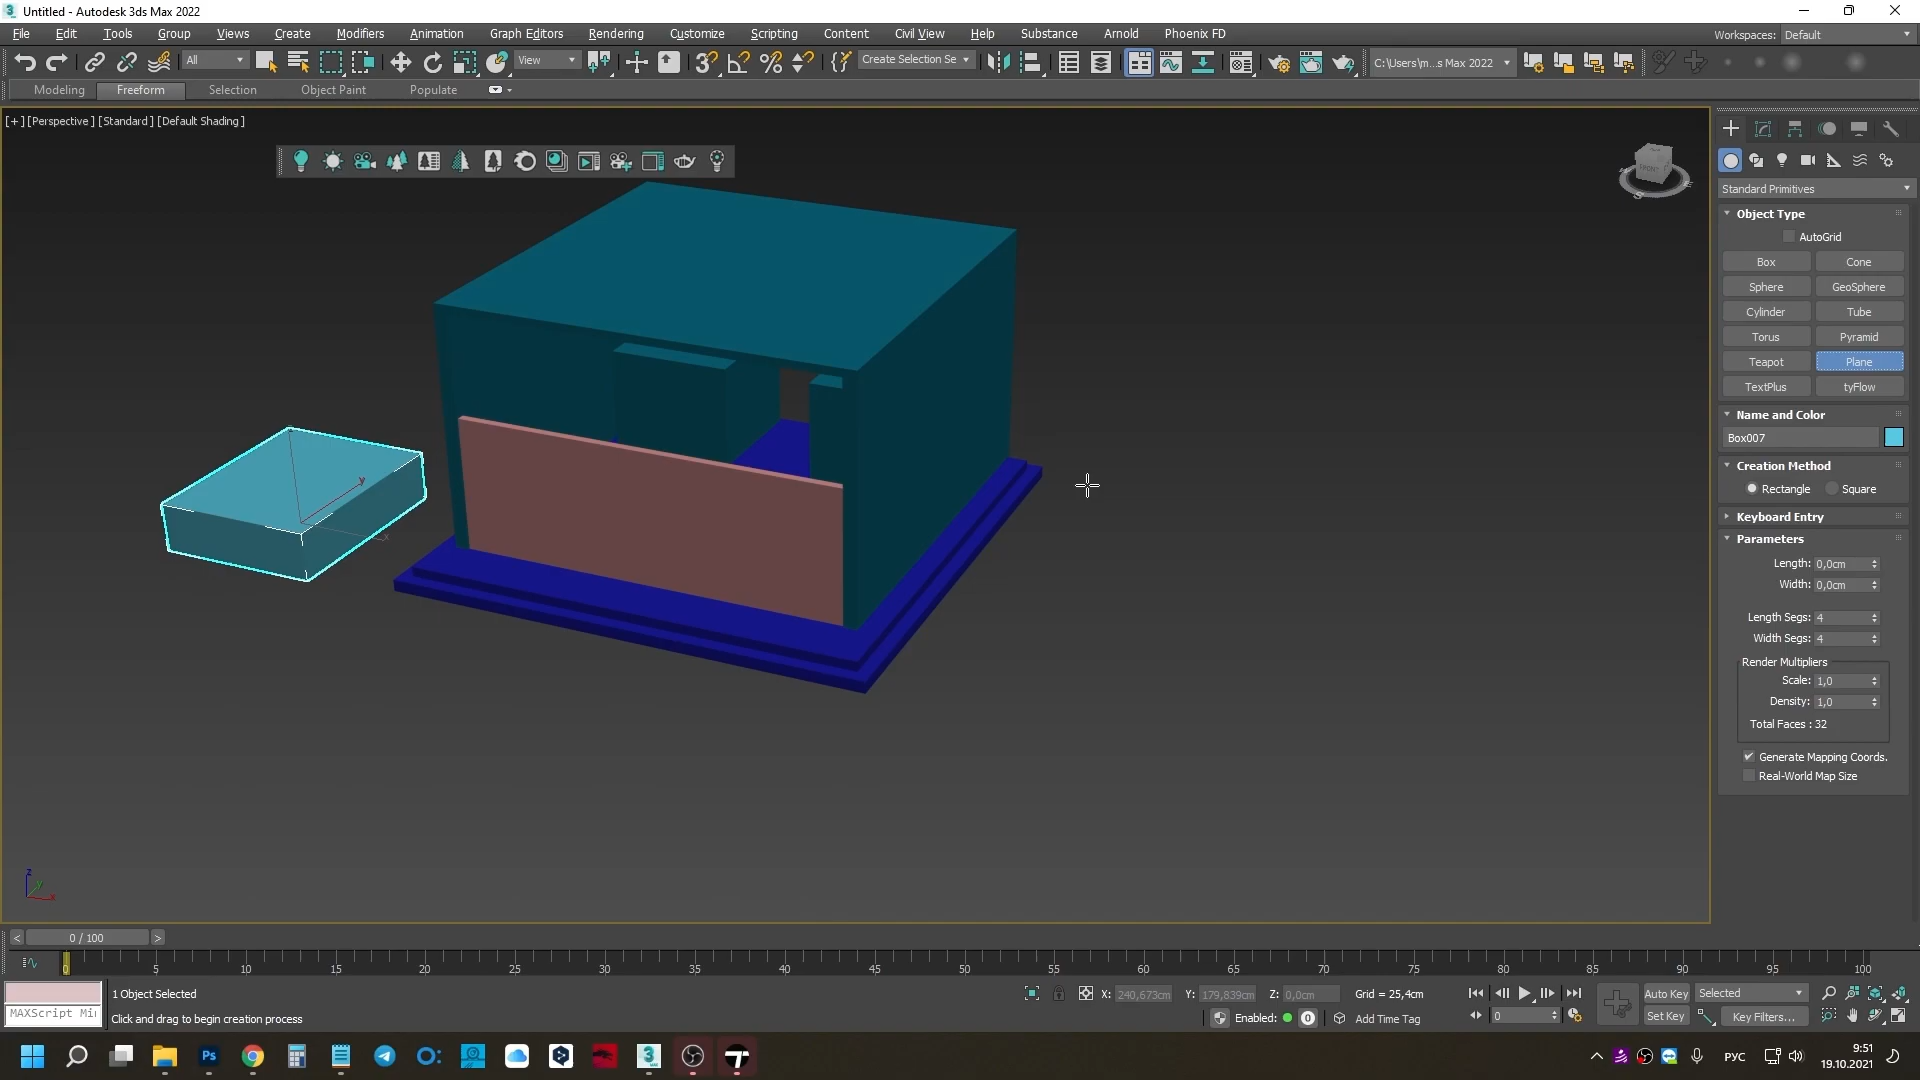 Untitled - Autodesk 3ds Max 2022
File Edit Tools Group Views Create Modifiers Animation Graph Editors Rendering Customize Scripting Content Civil View Help Substance Arnold Phoenix FD Workspaces: Default
All View Create Selection Se C:\Users\m...s Max 2022
Modeling Freeform Selection Object Paint Populate
[+] [Perspective ] [Standard ] [Default Shading ]
FRONT
S
Standard Primitives
Object Type
AutoGrid
Box Cone
Sphere GeoSphere
Cylinder Tube
Torus Pyramid
Teapot Plane
TextPlus tyFlow
Name and Color
Box007
Creation Method
Rectangle Square
Keyboard Entry
Parameters
Length: 0,0cm
Width: 0,0cm
Length Segs: 4
Width Segs: 4
Render Multipliers
Scale: 1,0
Density: 1,0
Total Faces : 32
Generate Mapping Coords.
Real-World Map Size
y
x
z
y
x
< 0 / 100 >
0 5 10 15 20 25 30 35 40 45 50 55 60 65 70 75 80 85 90 95 100
1 Object Selected X: 240,673cm Y: 179,839cm Z: 0,0cm Grid = 25,4cm Auto Key Selected
MAXScript Mi Click and drag to begin creation process Enabled: 0 Add Time Tag 0 Set Key Key Filters...
Ps 3 РУС 9:51
19.10.2021